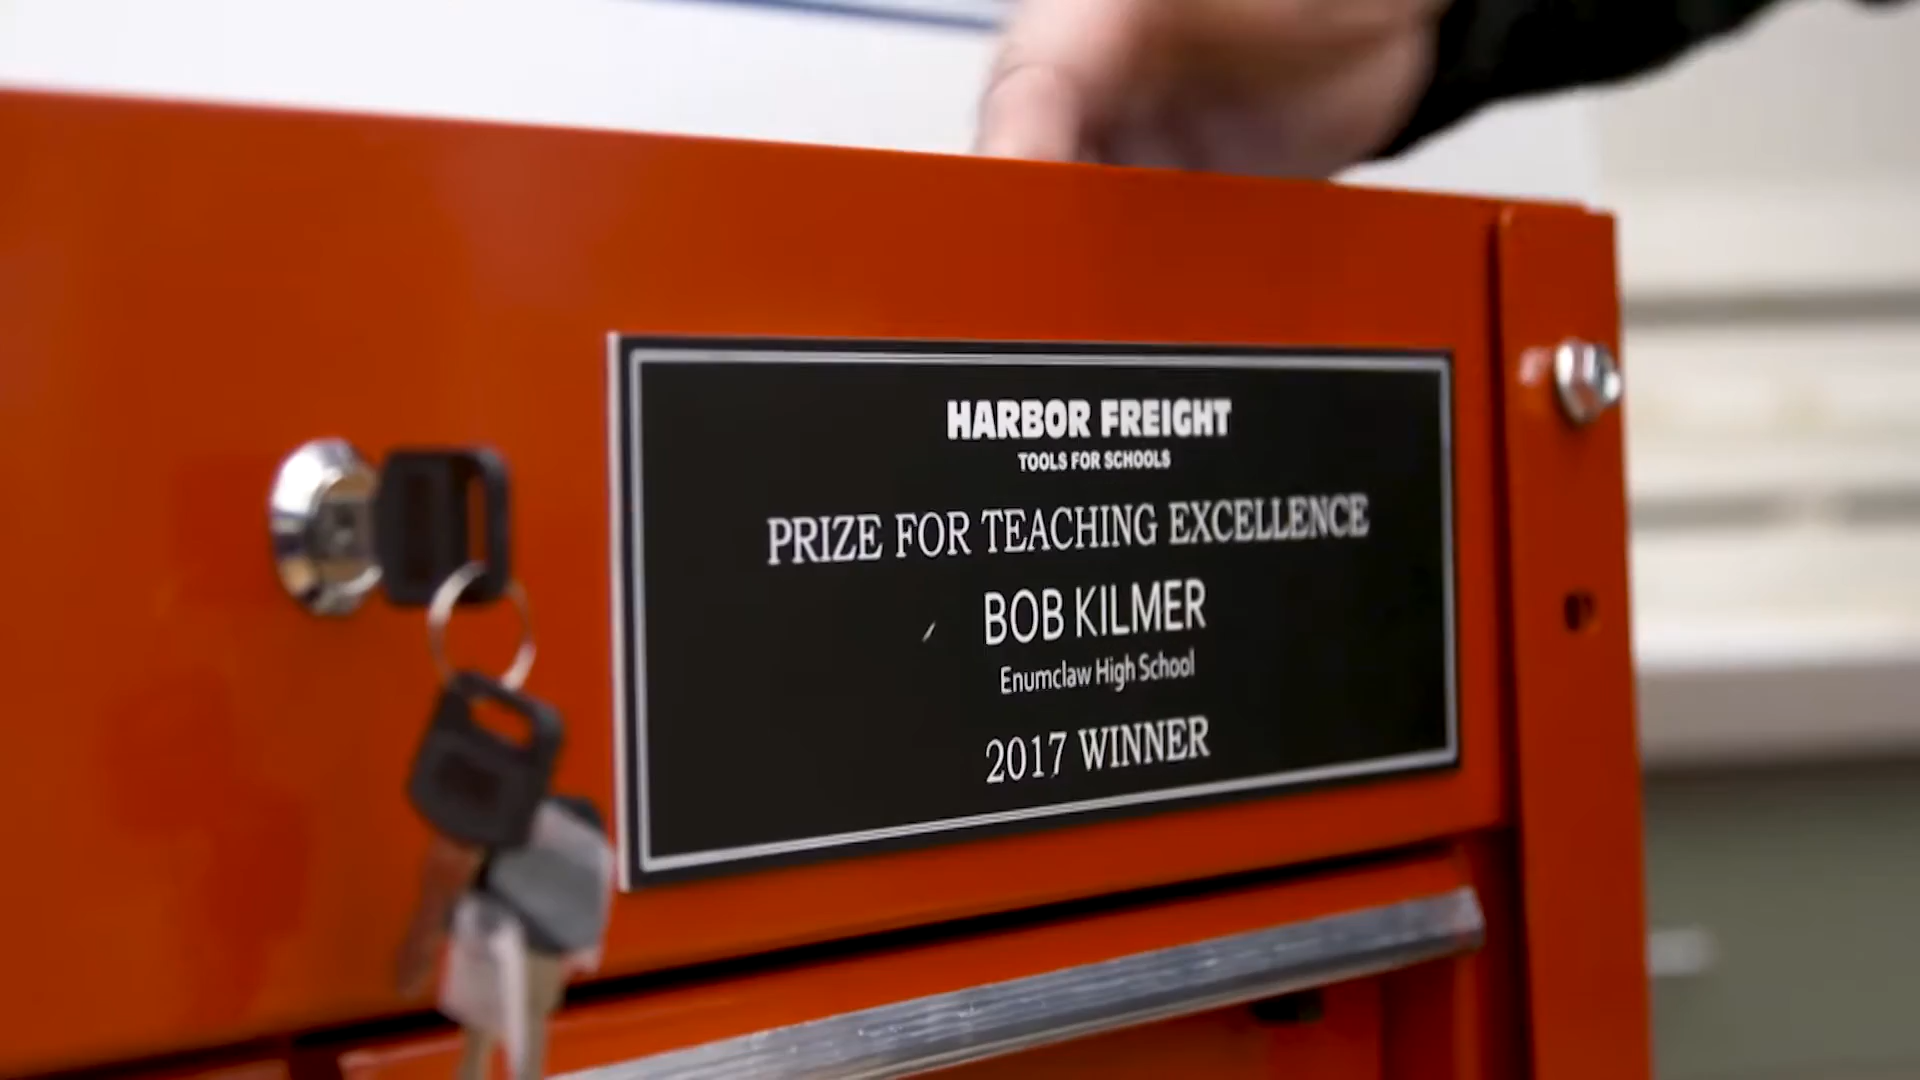 HARBOR FREIGHT
TOOLS FOR SCHOOLS
PRIZE FOR TEACHING EXCELLENCE
BOB KILMER
Enumclaw High School
2017 WINNER